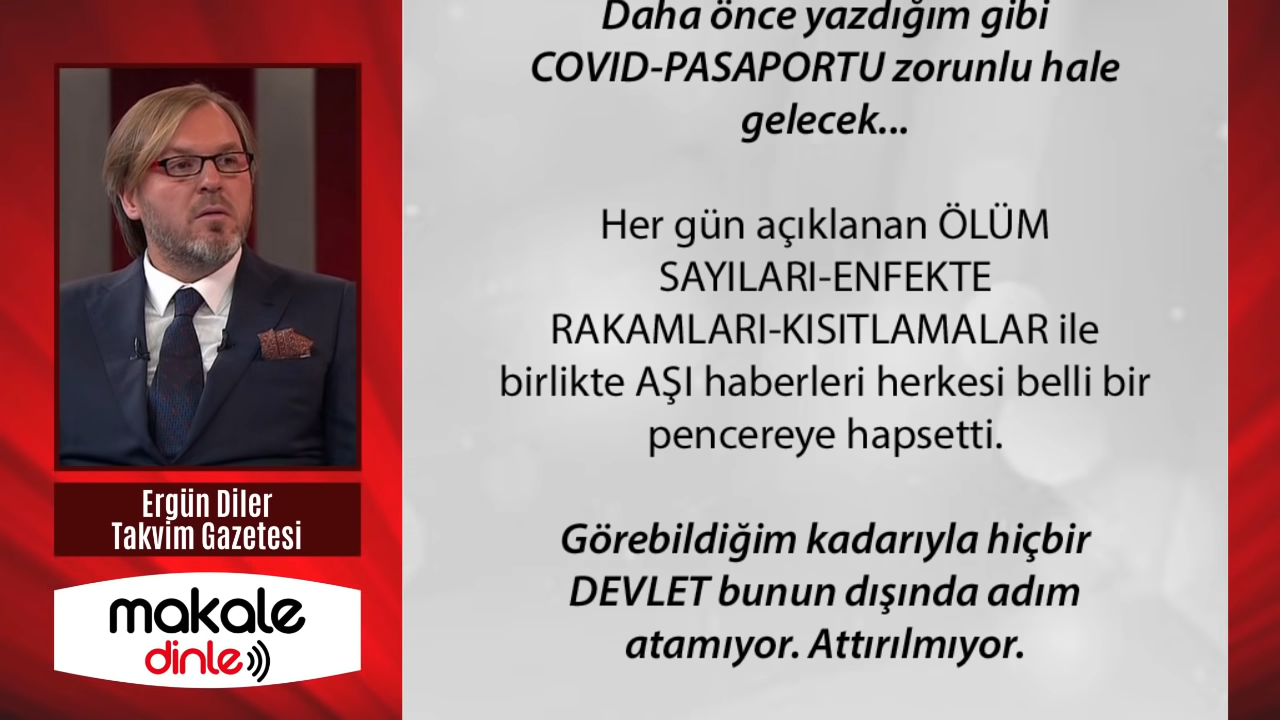 Daha önce yazdığım gibi
COVID-PASAPORTU zorunlu hale
gelecek...
Her gün açıklanan ÖLÜM
SAYILARI-ENFEKTE
RAKAMLARI-KISITLAMALAR ile
birlikte AŞI haberleri herkesi belli bir
pencereye hapsetti.
Görebildiğim kadarıyla hiçbir
DEVLET bunun dışında adım
atamıyor. Attırılmıyor.
Ergün Diler
Takvim Gazetesi
makale
dinle